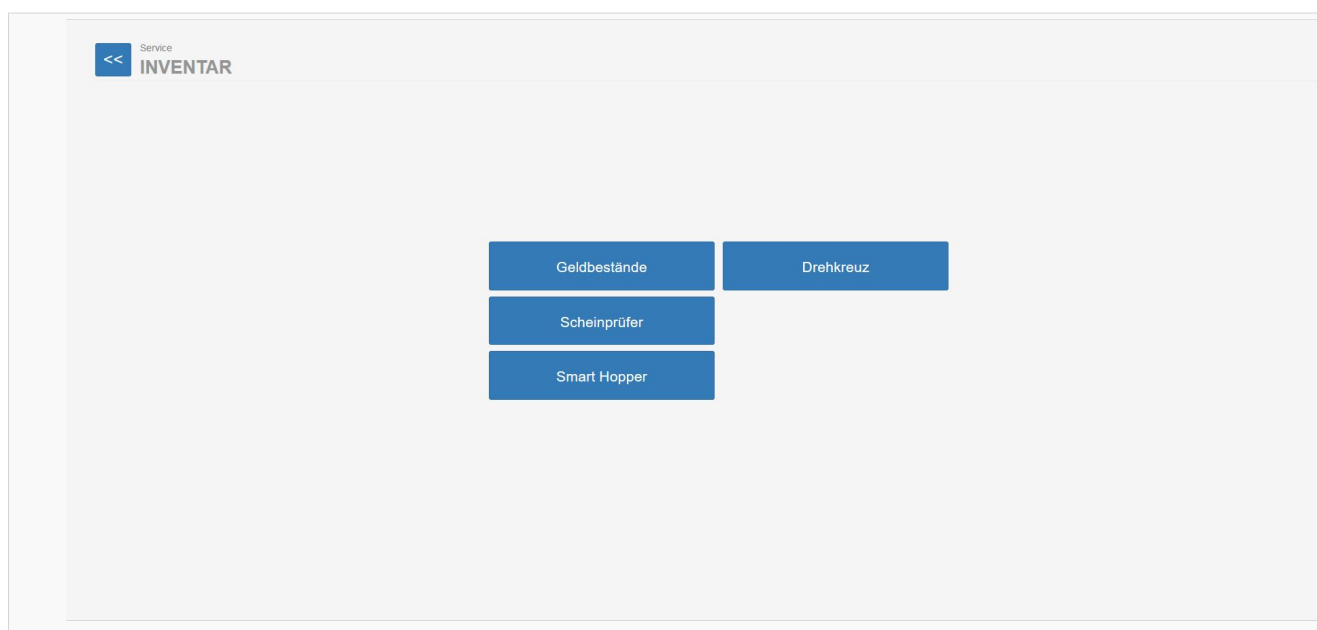 <<
Service
INVENTAR
Geldbestände
Drehkreuz
Scheinprüfer
Smart Hopper